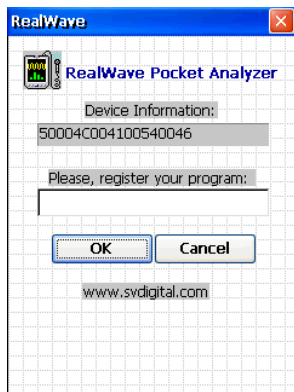 RealWave
RealWave Pocket Analyzer
Device Information:
50004C004100540046
Please, register your program:
OK Cancel
www.svdigital.com